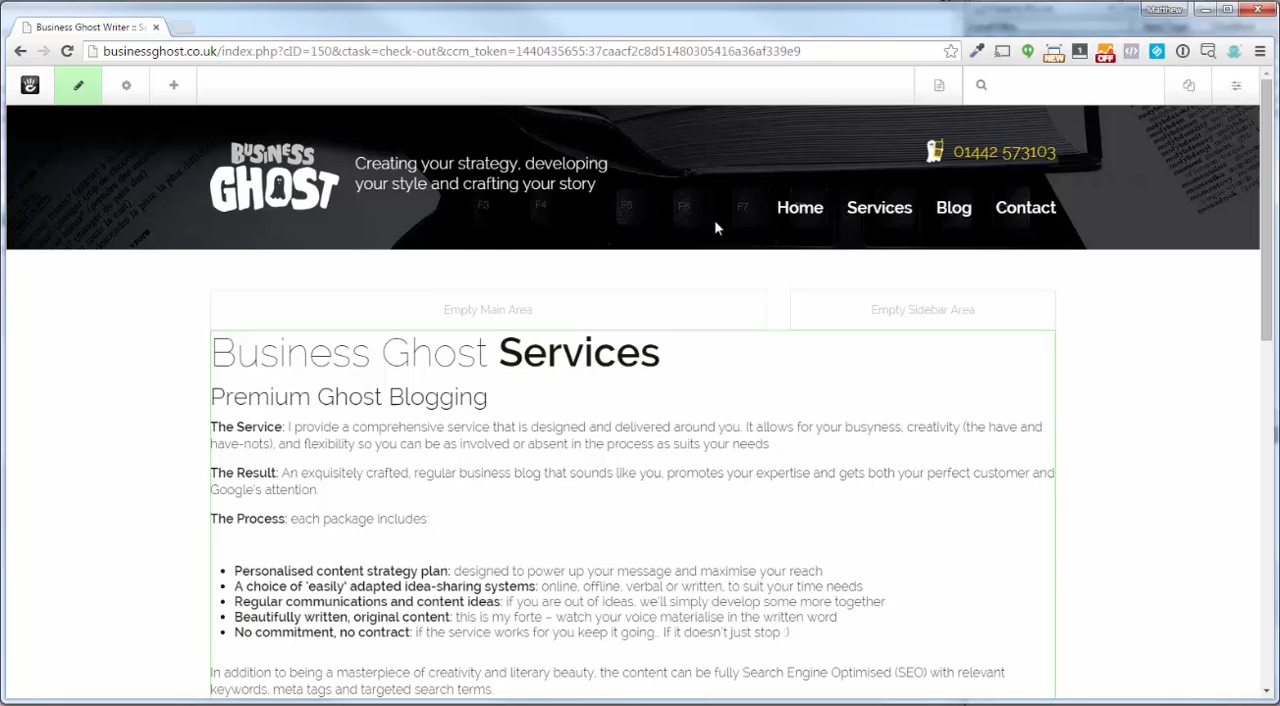 Matthew
Business Ghost Writer :: S
businessghost.co.uk/index.php?cID=150&ctask=check-out&ccm_token=1440435655:37caacf2c8d51480305416a36af339e9
NEW
1
OFF
BUSINESS
GHOST
Creating your strategy, developing
your style and crafting your story
01442 573103
F3 F4 F5 F6 F7
Home Services Blog Contact
Empty Main Area
Empty Sidebar Area
Business Ghost Services
Premium Ghost Blogging
The Service: I provide a comprehensive service that is designed and delivered around you. It allows for your busyness, creativity (the have and
have-nots), and flexibility so you can be as involved or absent in the process as suits your needs.
The Result: An exquisitely crafted, regular business blog that sounds like you, promotes your expertise and gets both your perfect customer and
Google's attention.
The Process: each package includes:
• Personalised content strategy plan: designed to power up your message and maximise your reach
• A choice of 'easily' adapted idea-sharing systems: online, offline, verbal or written, to suit your time needs
• Regular communications and content ideas: if you are out of ideas, we'll simply develop some more together
• Beautifully written, original content: this is my forte – watch your voice materialise in the written word
• No commitment, no contract: if the service works for you keep it going... If it doesn't just stop :)
In addition to being a masterpiece of creativity and literary beauty, the content can be fully Search Engine Optimised (SEO) with relevant
keywords, meta tags and targeted search terms.